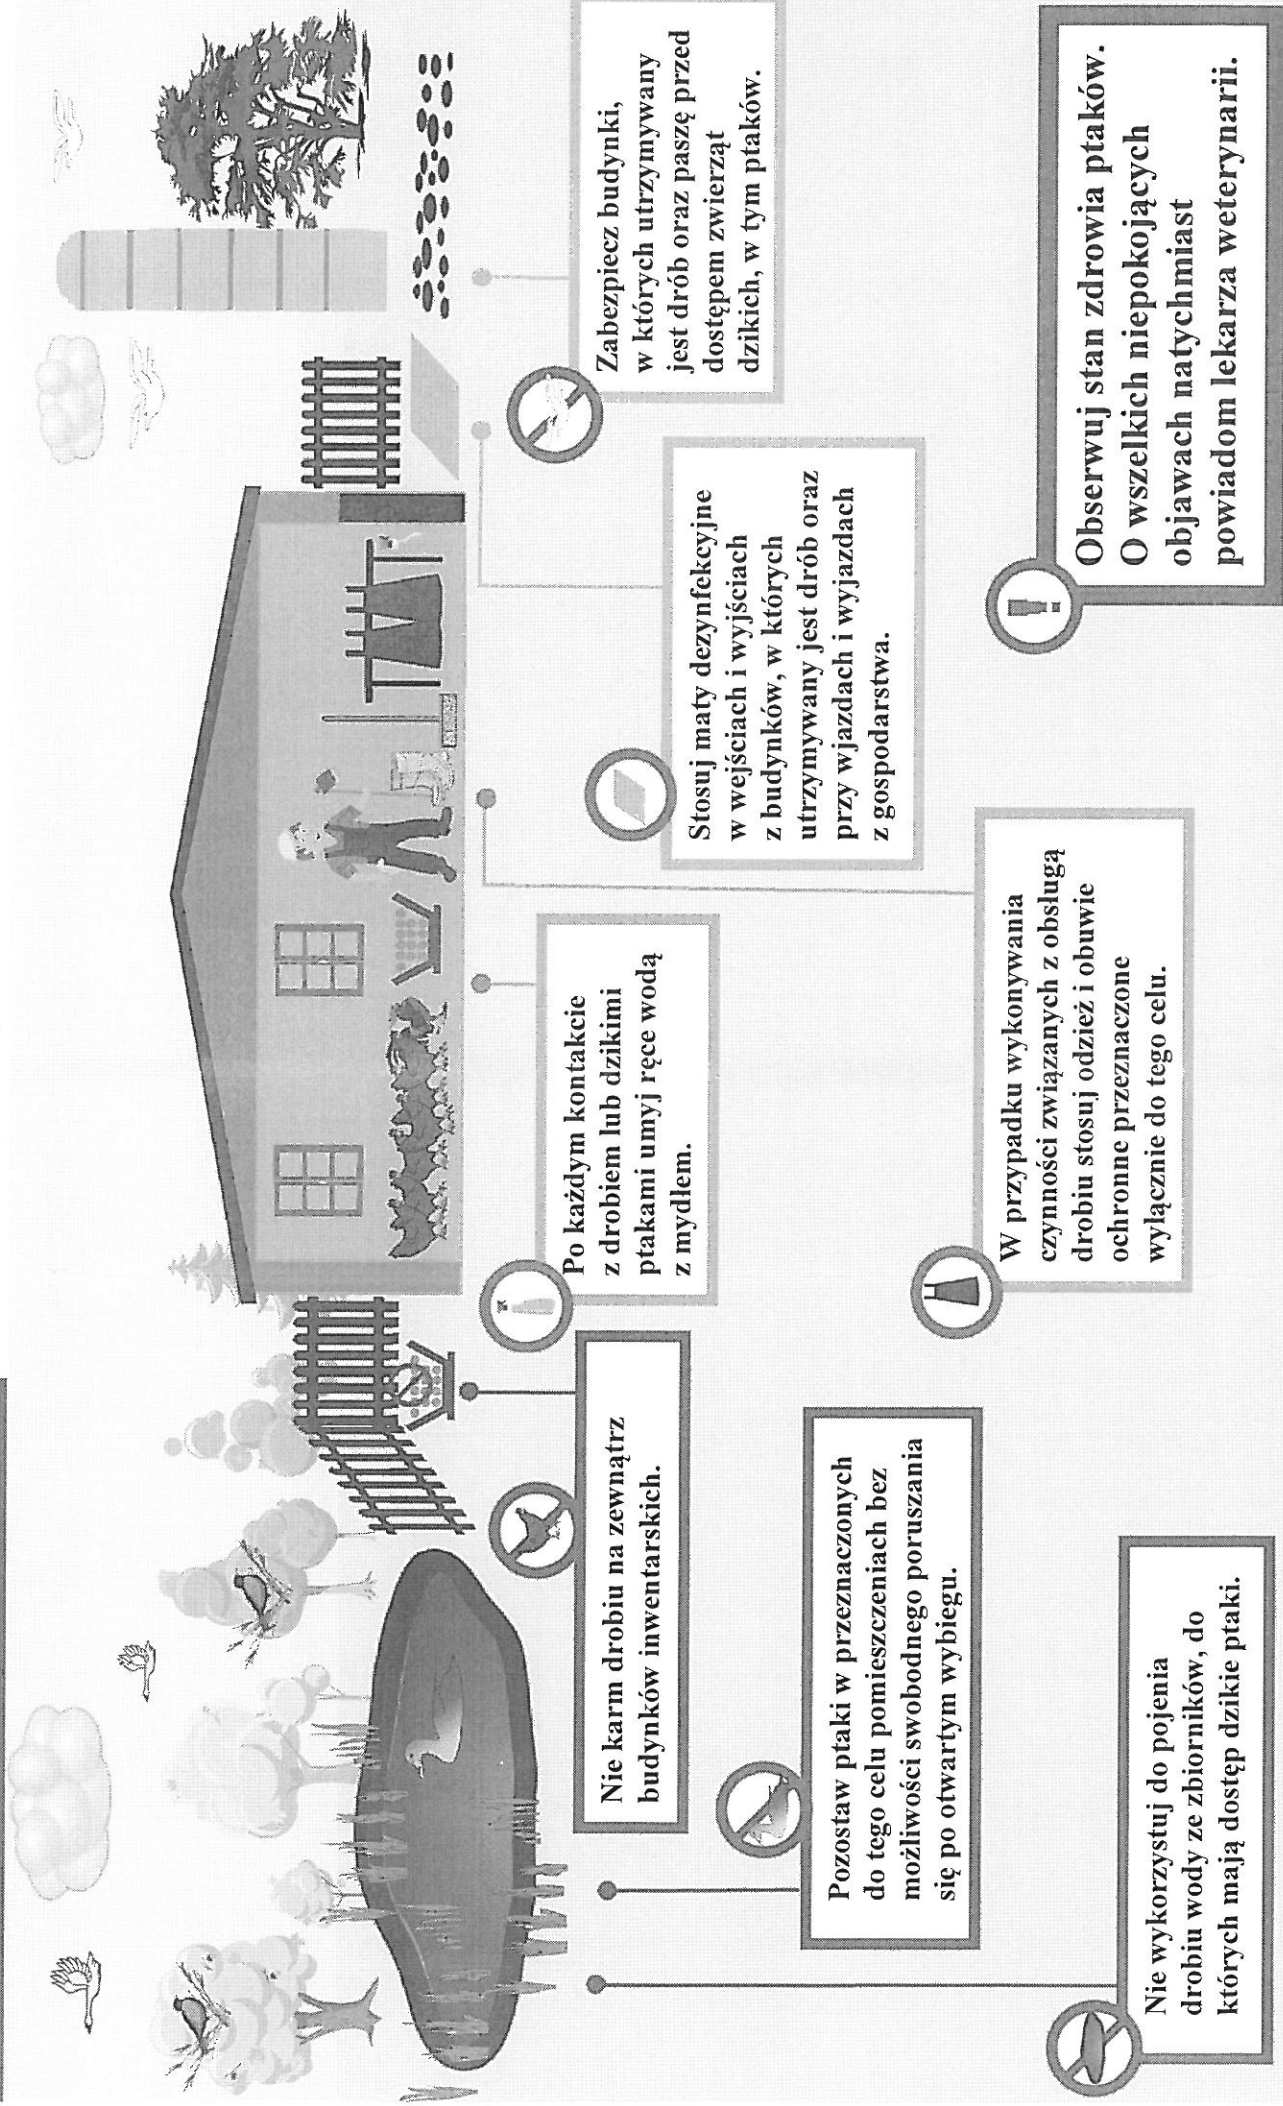 Nie karm drobiu na zewnątrz
budynków inwentarskich.
Po każdym kontakcie
z drobiem lub dzikimi
ptakami umyj ręce wodą
z mydłem.
Stosuj maty dezynfekcyjne
w wejściach i wyjściach
z budynków, w których
utrzymywany jest drób oraz
przy wjazdach i wyjazdach
z gospodarstwa.
Zabezpiecz budynki,
w których utrzymywany
jest drób oraz paszę przed
dostępem zwierząt
dzikich, w tym ptaków.
Pozostaw ptaki w przeznaczonych
do tego celu pomieszczeniach bez
możliwości swobodnego poruszania
się po otwartym wybiegu.
W przypadku wykonywania
czynności związanych z obsługą
drobiu stosuj odzież i obuwie
ochronne przeznaczone
wyłącznie do tego celu.
Nie wykorzystuj do pojenia
drobiu wody ze zbiorników, do
których mają dostęp dzikie ptaki.
Obserwuj stan zdrowia ptaków.
O wszelkich niepokojących
objawach natychmiast
powiadom lekarza weterynarii.